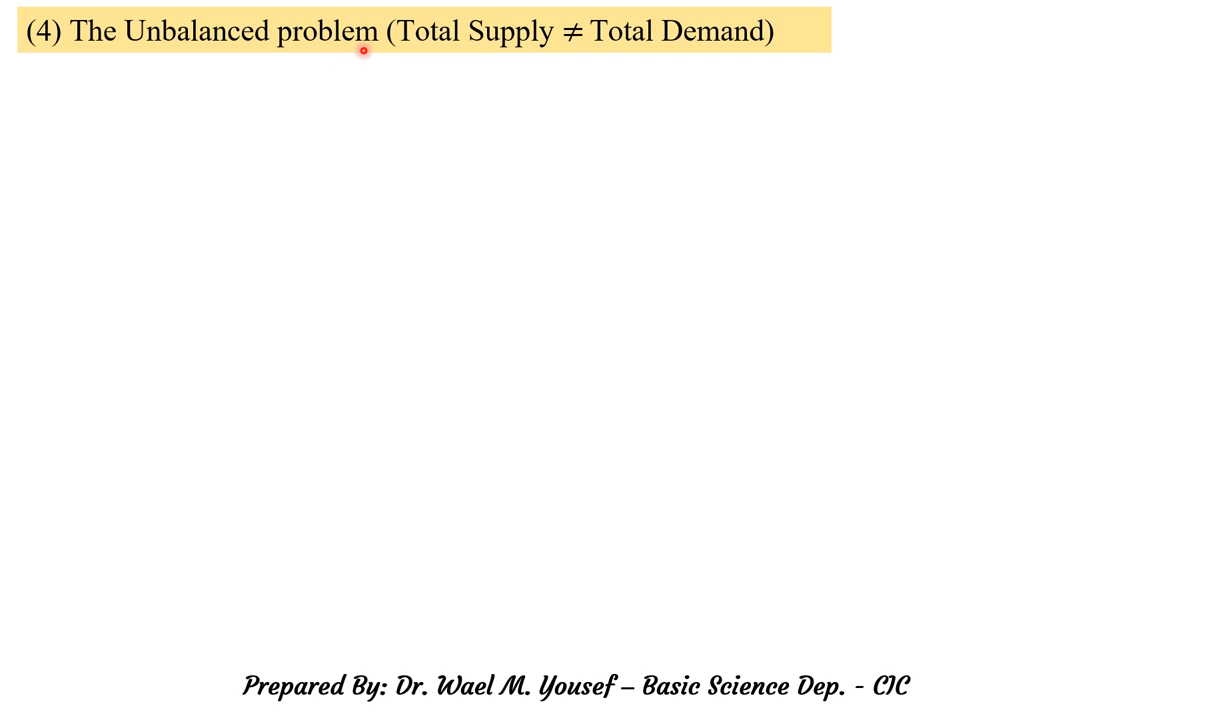 (4) The Unbalanced problem (Total Supply ≠ Total Demand)
Prepared By: Dr. Wael M. Yousef – Basic Science Dep. - CIC